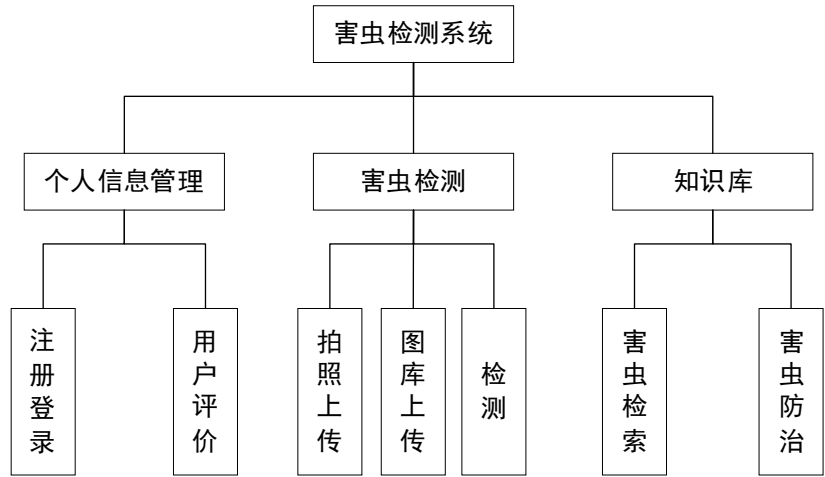 害虫检测系统
个人信息管理
害虫检测
知识库
注册登录
用户评价
拍照上传
图库上传
检测
害虫检索
害虫防治